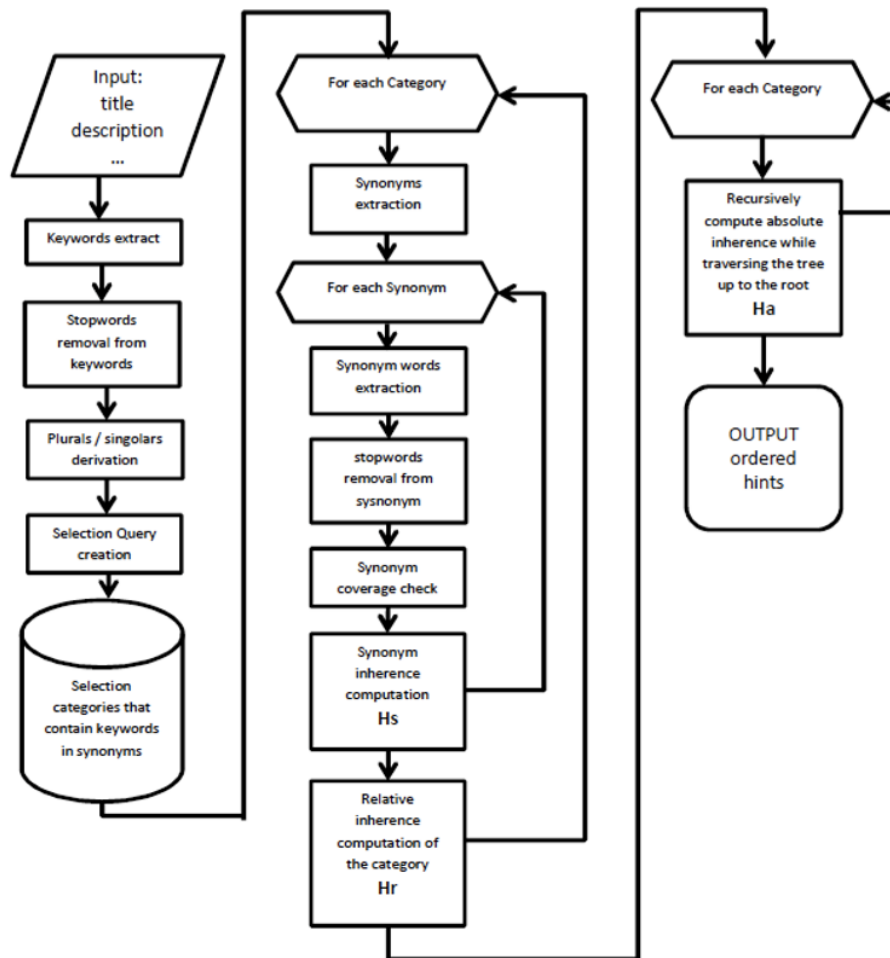 Input:
title
description
...
Keywords extract
Stopwords
removal from
keywords
Plurals / singolars
derivation
Selection Query
creation
Selection
categories that
contain keywords
in synonyms
For each Category
Synonyms
extraction
For each Synonym
Synonym words
extraction
stopwords
removal from
sysnonym
Synonym
coverage check
Synonym
inherence
computation
Hs
Relative
inherence
computation of
the category
Hr
For each Category
Recursively
compute absolute
inherence while
traversing the tree
up to the root
Ha
OUTPUT
ordered
hints